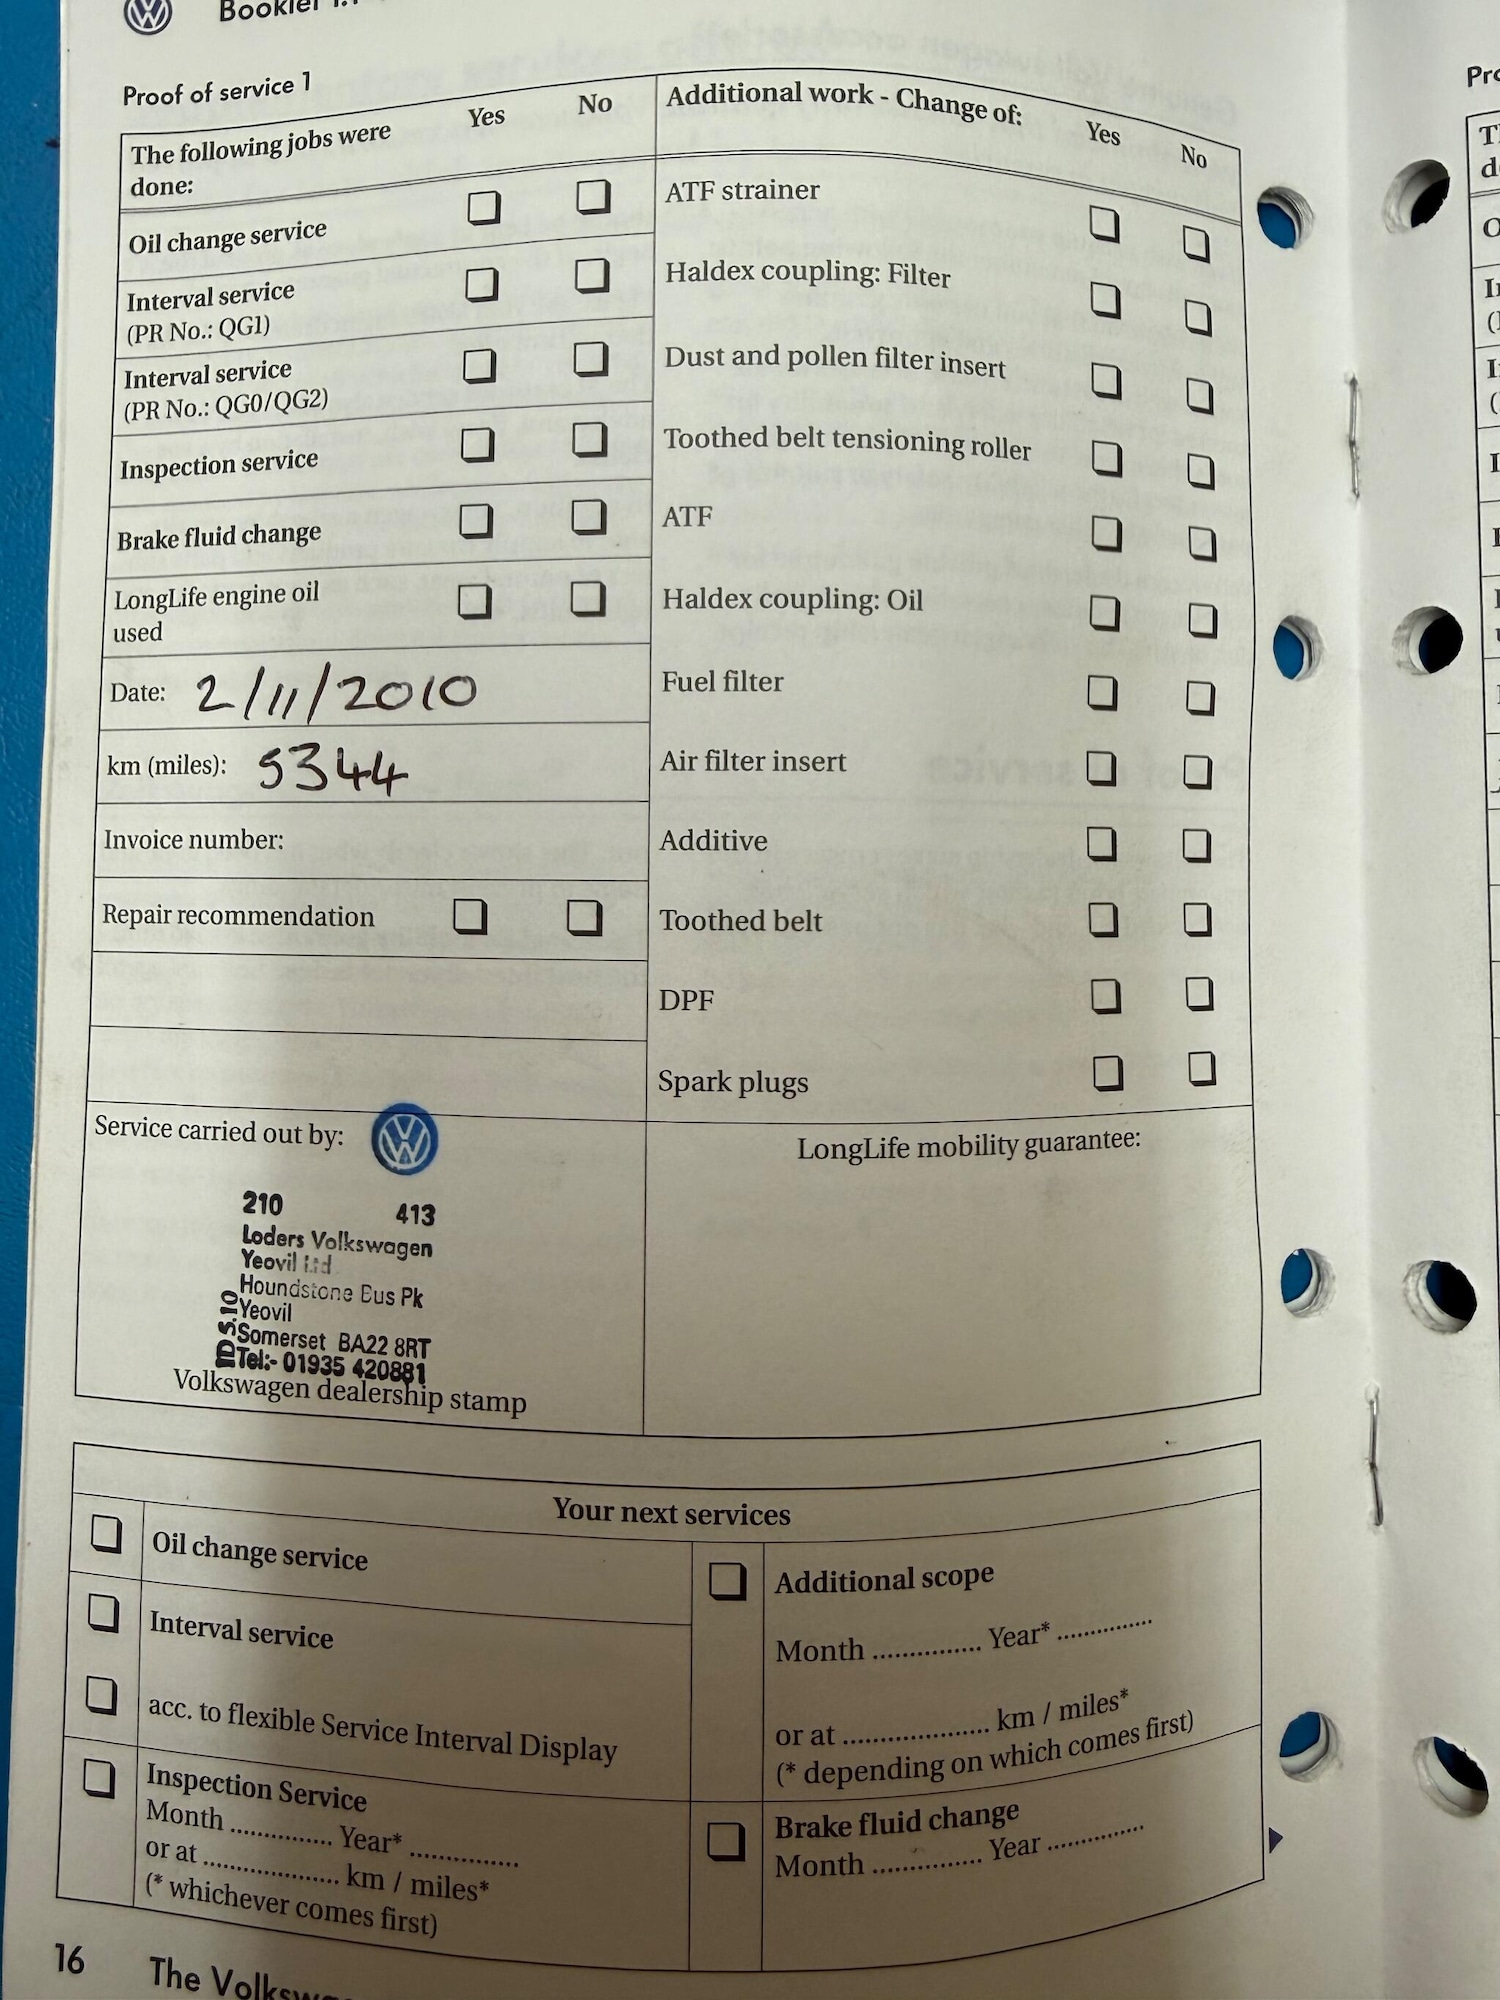 Proof of service 1
The following jobs were
done:
Yes No
Oil change service
Interval service
(PR No.: QG1)
Interval service
(PR No.: QG0/QG2)
Inspection service
Brake fluid change
LongLife engine oil
used
Date: 2/11/2010
km (miles): 5344
Invoice number:
Repair recommendation
Additional work - Change of:
Yes No
ATF strainer
Haldex coupling: Filter
Dust and pollen filter insert
Toothed belt tensioning roller
ATF
Haldex coupling: Oil
Fuel filter
Air filter insert
Additive
Toothed belt
DPF
Spark plugs
Service carried out by:
210 413
Loders Volkswagen
Yeovil Ltd
Houndstone Bus Pk
Yeovil
Somerset BA22 8RT
Tel:- 01935 420881
Volkswagen dealership stamp
LongLife mobility guarantee:
Your next services
Oil change service
Interval service
acc. to flexible Service Interval Display
Inspection Service
Month .............. Year* ...............
or at .................... km / miles*
(* whichever comes first)
Additional scope
Month .............. Year* .............
or at .................... km / miles*
(* depending on which comes first)
Brake fluid change
Month .............. Year .............
16 The